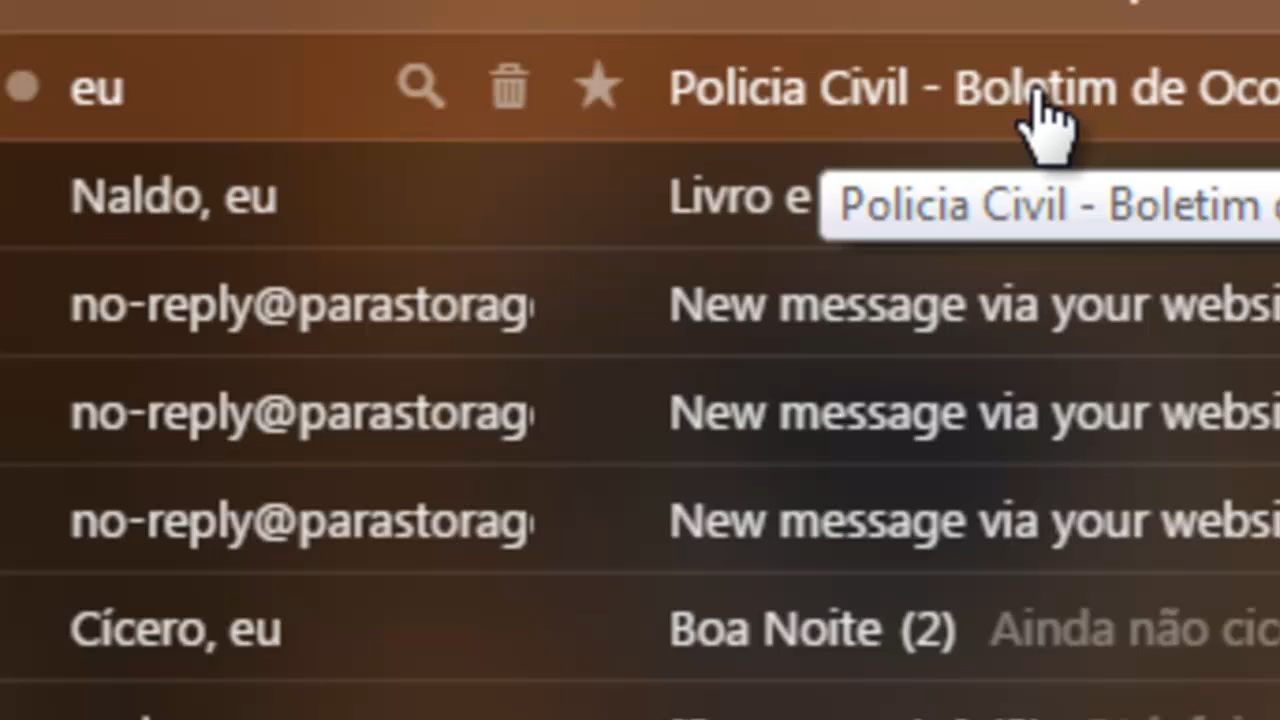 eu Policia Civil - Boletim de Oco
Naldo, eu Livro e
Policia Civil - Boletim
no-reply@parastorag
New message via your websi
no-reply@parastorag
New message via your websi
no-reply@parastorag
New message via your websi
Cícero, eu Boa Noite (2) Ainda não cio